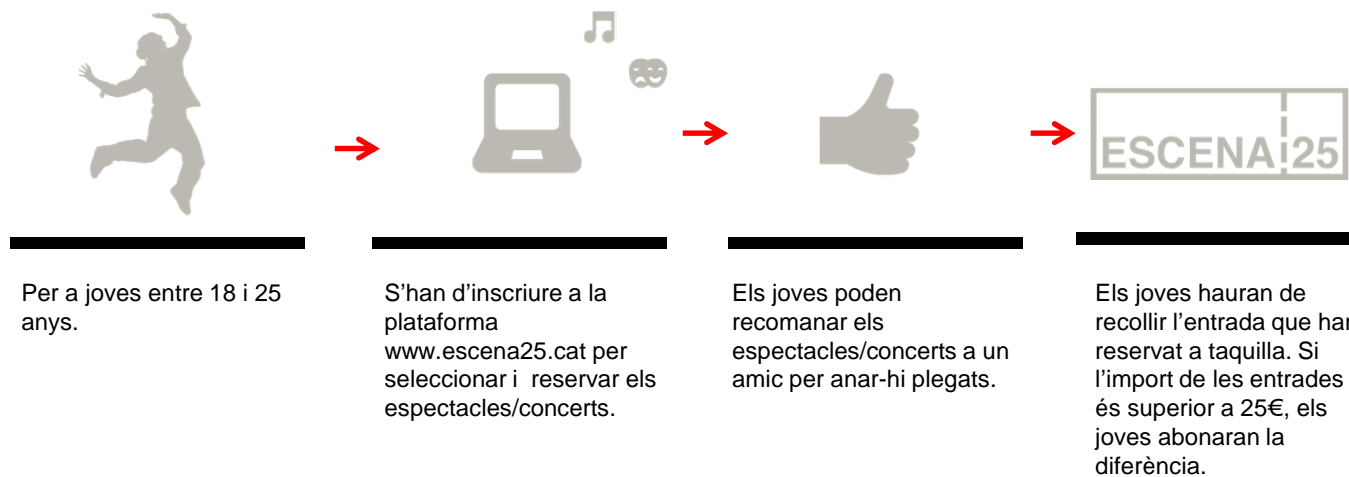 ESCENA 25
Per a joves entre 18 i 25
anys.
S’han d’inscriure a la
plataforma
www.escena25.cat per
seleccionar i  reservar els
espectacles/concerts.
Els joves poden
recomanar els
espectacles/concerts a un
amic per anar-hi plegats.
Els joves hauran de
recollir l’entrada que han
reservat a taquilla. Si
l’import de les entrades
és superior a 25€, els
joves abonaran la
diferència.